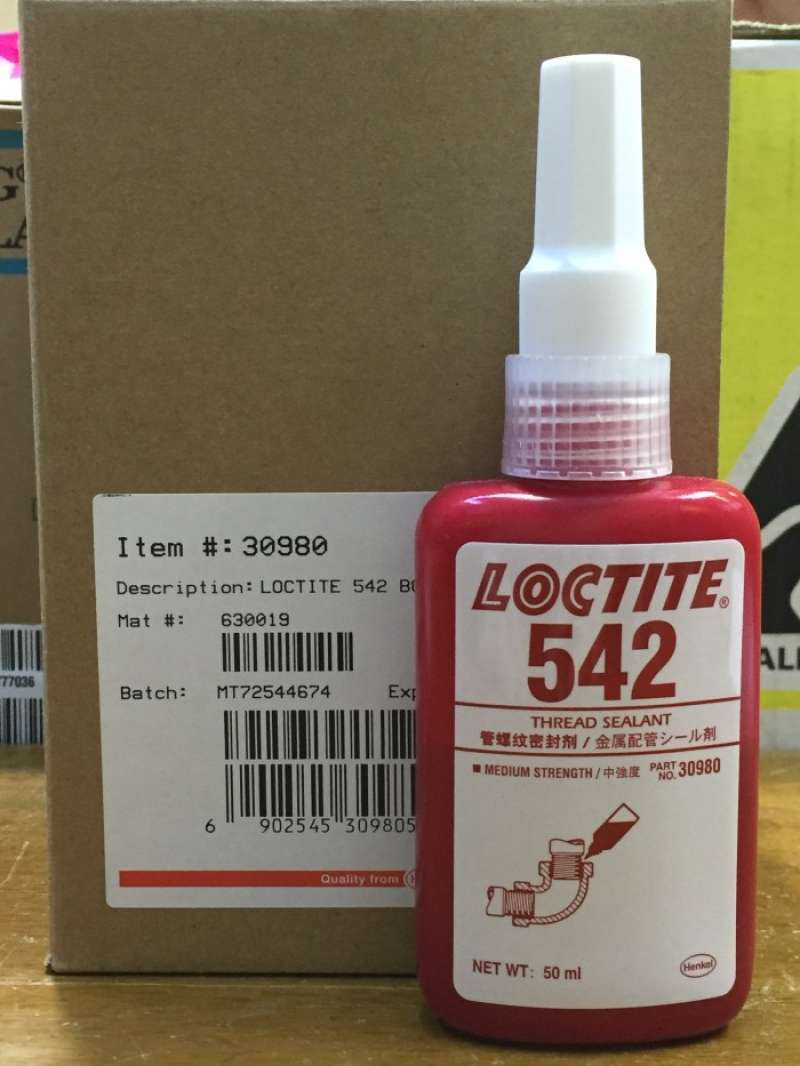 Item #: 30980
Description: LOCTITE 542
Mat #: 630019
Batch: MT72544674
6 902545 309805
Quality from
LOCTITE®
542
THREAD SEALANT
管螺纹密封剂 / 金属配管シール剤
■ MEDIUM STRENGTH / 中強度 PART NO. 30980
NET WT: 50 ml
Henkel
77036